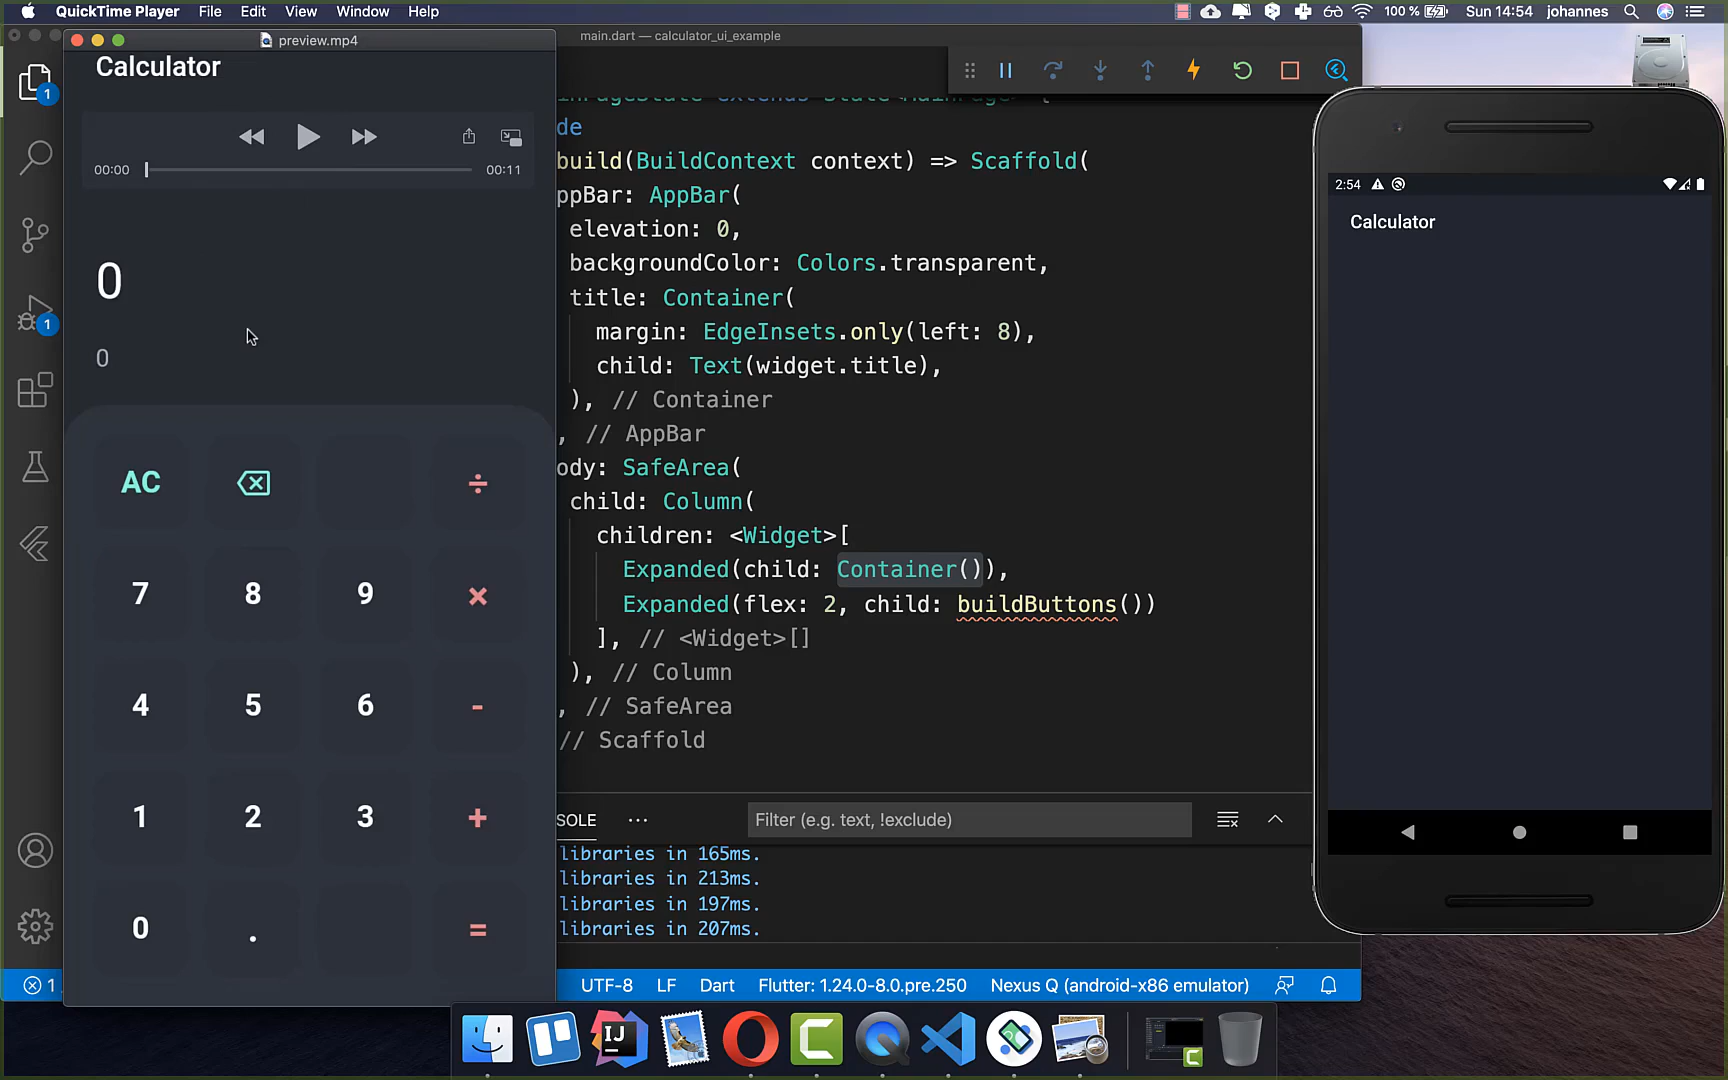 QuickTime Player File Edit View Window Help
100 % Sun 14:54 johannes
preview.mp4
main.dart — calculator_ui_example
Calculator
00:00 00:11
0
0
AC ÷
7 8 9 ×
4 5 6 -
1 2 3 +
0 . =
1
1
de
build(BuildContext context) => Scaffold(
ppBar: AppBar(
elevation: 0,
backgroundColor: Colors.transparent,
title: Container(
margin: EdgeInsets.only(left: 8),
child: Text(widget.title),
), // Container
, // AppBar
ody: SafeArea(
child: Column(
children: <Widget>[
Expanded(child: Container()),
Expanded(flex: 2, child: buildButtons())
], // <Widget>[]
), // Column
, // SafeArea
// Scaffold
SOLE ··· Filter (e.g. text, !exclude)
libraries in 165ms.
libraries in 213ms.
libraries in 197ms.
libraries in 207ms.
1 UTF-8 LF Dart Flutter: 1.24.0-8.0.pre.250 Nexus Q (android-x86 emulator)
2:54
Calculator
IJ